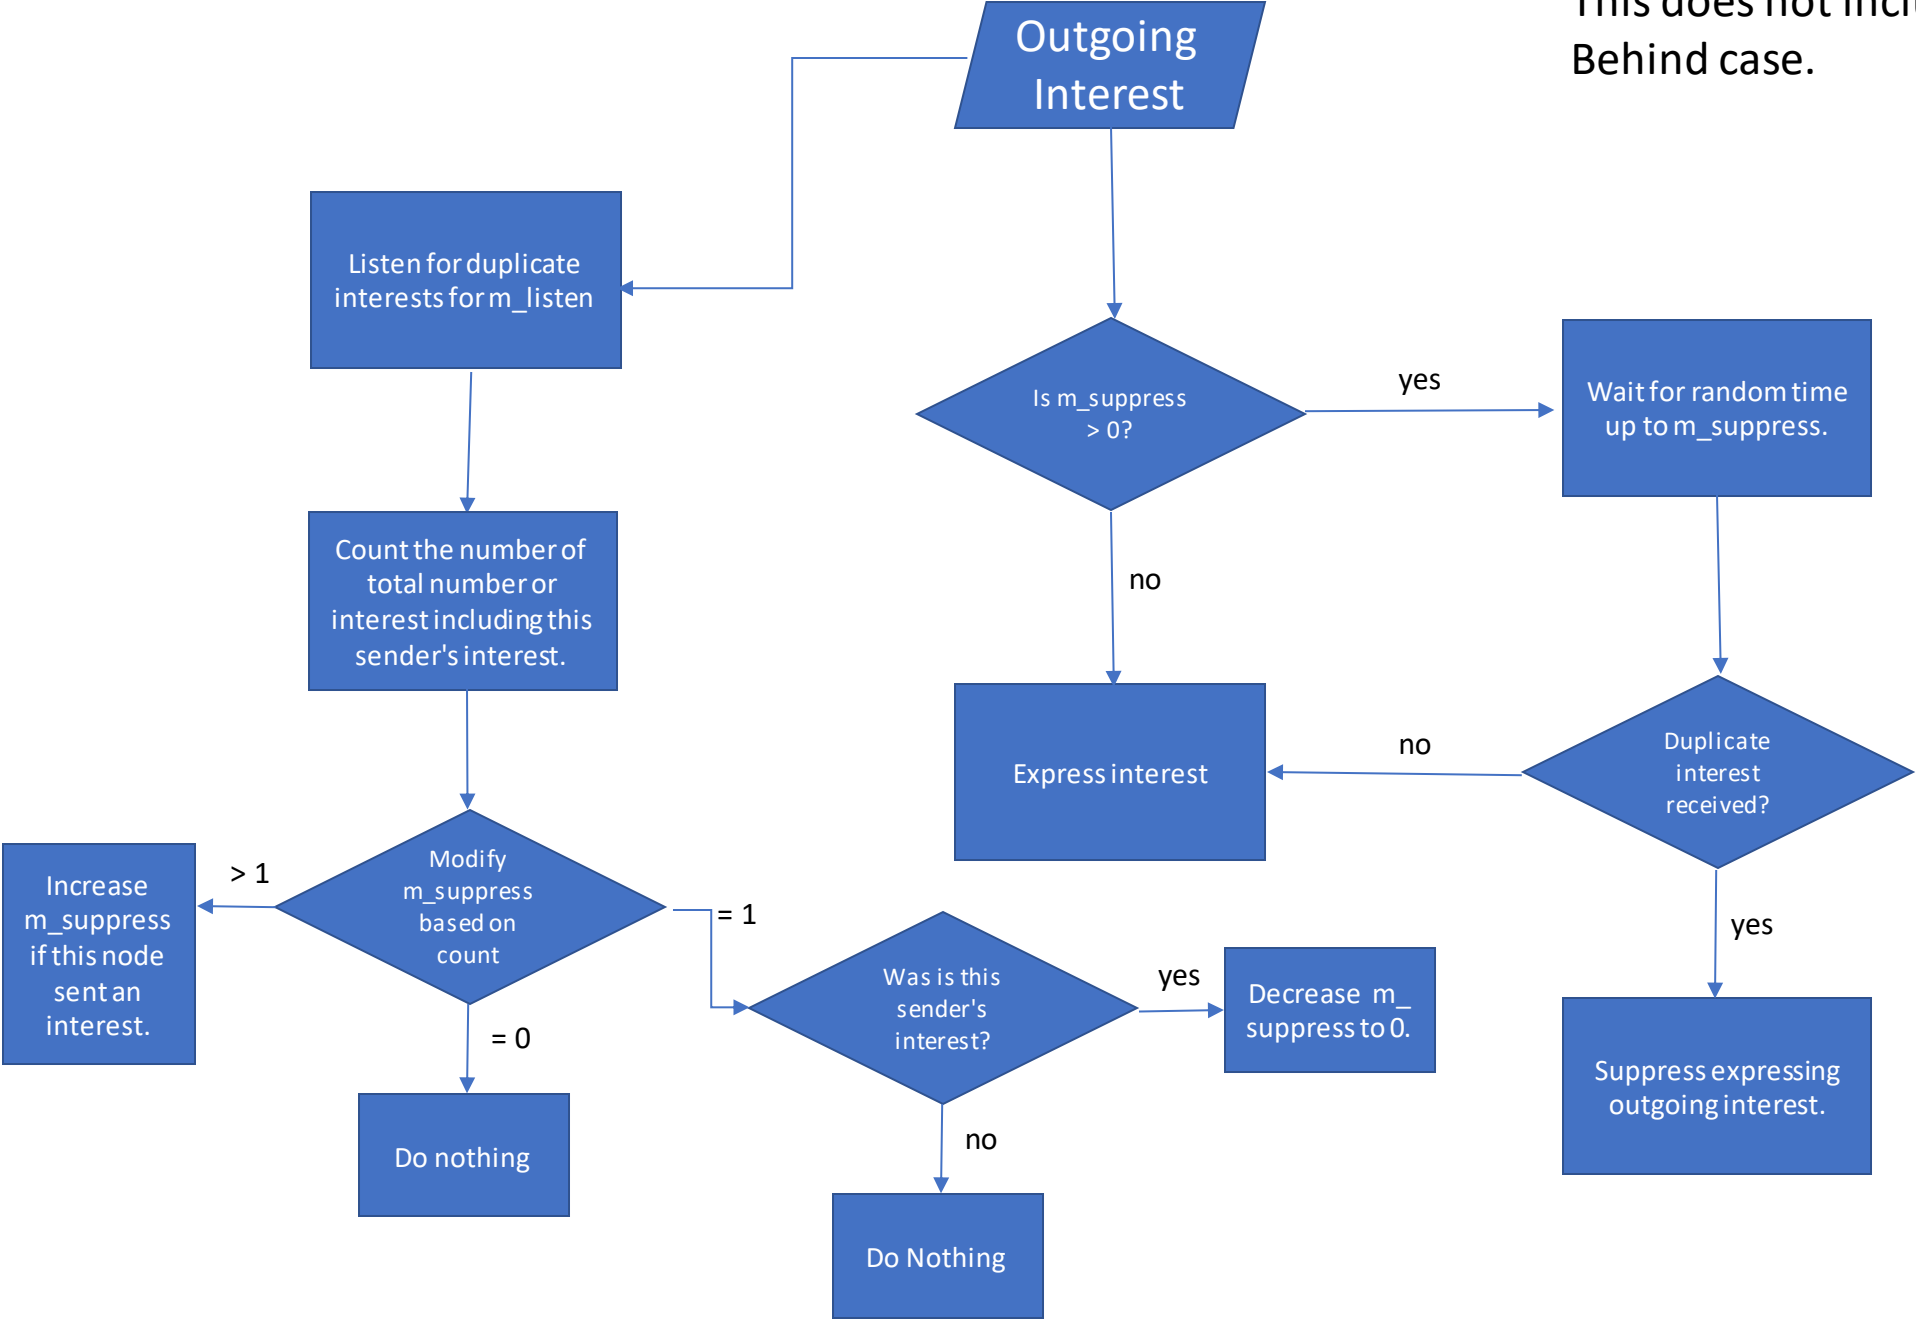 This does not
Behind case.
Outgoing
Interest
Listen for duplicate
interests for m_listen
Is m_suppress
> 0?
yes
Wait for random time
up to m_suppress.
Count the number of
total number or
interest including this
sender's interest.
no
Express interest
no
Duplicate
interest
received?
Modify
m_suppress
based on
count
> 1
Increase
m_suppress
if this node
sent an
interest.
= 1
yes
Was is this
sender's
interest?
yes
Decrease m_
suppress to 0.
= 0
Suppress expressing
outgoing interest.
Do nothing
no
Do Nothing